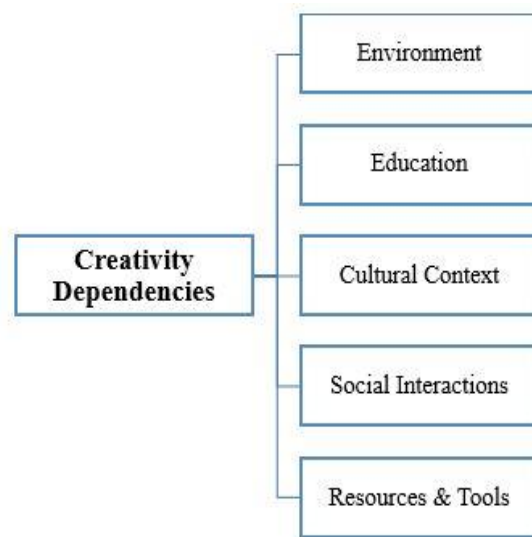 Creativity
Dependencies
Environment
Education
Cultural Context
Social Interactions
Resources & Tools